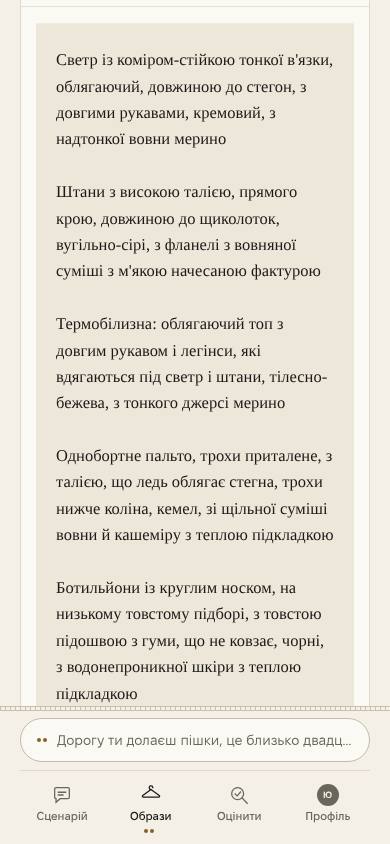 Светр із коміром-стійкою тонкої в'язки,
облягаючий, довжиною до стегон, з
довгими рукавами, кремовий, з
надтонкої вовни мерино
Штани з високою талією, прямого
крою, довжиною до щиколоток,
вугільно-сірі, з фланелі з вовняної
суміші з м'якою начесаною фактурою
Термобілизна: облягаючий топ з
довгим рукавом і легінси, які
вдягаються під светр і штани, тілесно-
бежева, з тонкого джерсі мерино
Однобортне пальто, трохи приталене, з
талією, що ледь облягає стегна, трохи
нижче коліна, кемел, зі щільної суміші
вовни й кашеміру з теплою підкладкою
Ботильйони із круглим носком, на
низькому товстому підборі, з товстою
підошвою з гуми, що не ковзає, чорні,
з водонепроникної шкіри з теплою
підкладкою
Дорогу ти долаєш пішки, це близько двадц...
Сценарій Образи Оцінити Ю Профіль